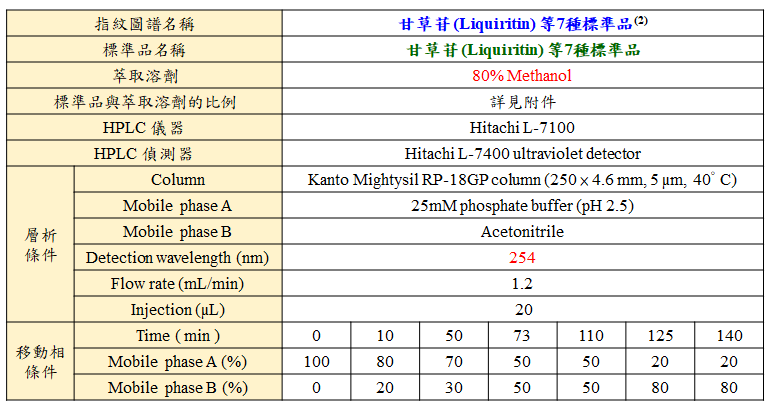 指紋圖譜名稱 甘草苷 (Liquiritin) 等7種標準品(2)
標準品名稱 甘草苷 (Liquiritin) 等7種標準品
萃取溶劑 80% Methanol
標準品與萃取溶劑的比例 詳見附件
HPLC 儀器 Hitachi L-7100
HPLC 偵測器 Hitachi L-7400 ultraviolet detector
層析條件
Column Kanto Mightysil RP-18GP column (250 × 4.6 mm, 5 μm, 40° C)
Mobile phase A 25mM phosphate buffer (pH 2.5)
Mobile phase B Acetonitrile
Detection wavelength (nm) 254
Flow rate (mL/min) 1.2
Injection (μL) 20
移動相條件
Time ( min ) 0 10 50 73 110 125 140
Mobile phase A (%) 100 80 70 50 50 20 20
Mobile phase B (%) 0 20 30 50 50 80 80